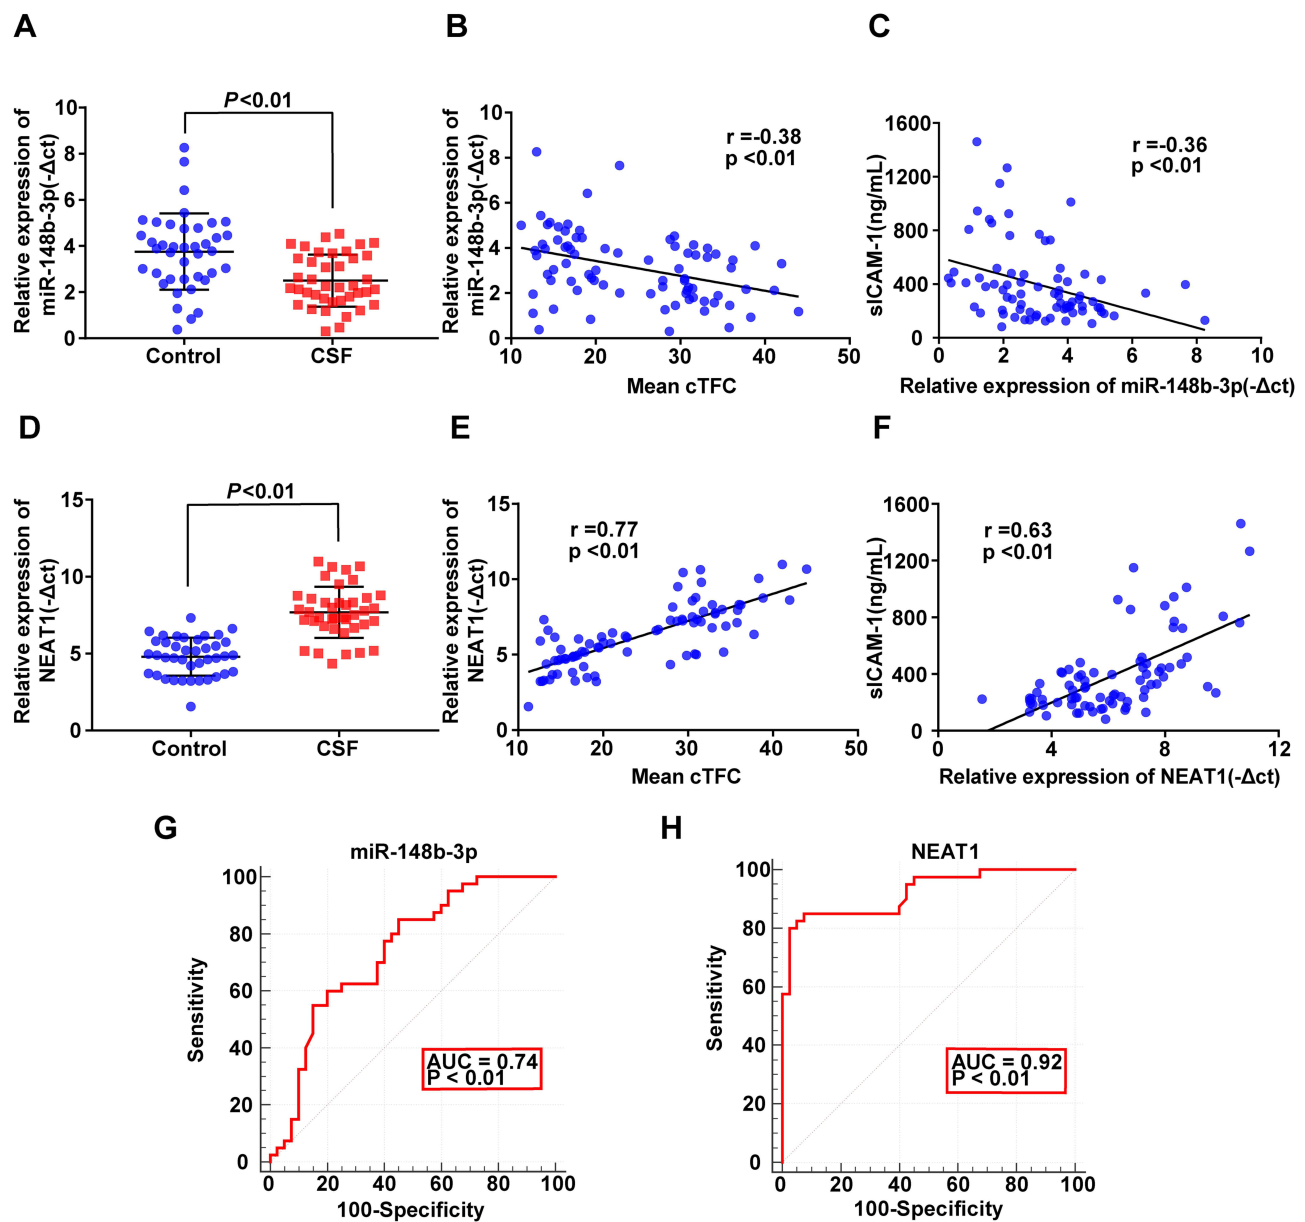 A
B
C
P<0.01
Relative expression of
miR-148b-3p(-Δct)
10
8
6
4
2
0
Control
CSF
Relative expression of
miR-148b-3p(-Δct)
10
8
6
4
2
0
r =-0.38
p <0.01
10
20
30
40
50
Mean cTFC
sICAM-1(ng/mL)
1600
1200
800
400
0
r =-0.36
p <0.01
0
2
4
6
8
10
Relative expression of miR-148b-3p(-Δct)
D
E
F
P<0.01
Relative expression of
NEAT1(-Δct)
15
10
5
0
Control
CSF
Relative expression of
NEAT1(-Δct)
15
10
5
0
r =0.77
p <0.01
10
20
30
40
50
Mean cTFC
sICAM-1(ng/mL)
1600
1200
800
400
0
r =0.63
p <0.01
0
4
8
12
Relative expression of NEAT1(-Δct)
G
H
miR-148b-3p
Sensitivity
100
80
60
40
20
0
AUC = 0.74
P < 0.01
0
20
40
60
80
100
100-Specificity
NEAT1
Sensitivity
100
80
60
40
20
0
AUC = 0.92
P < 0.01
0
20
40
60
80
100
100-Specificity